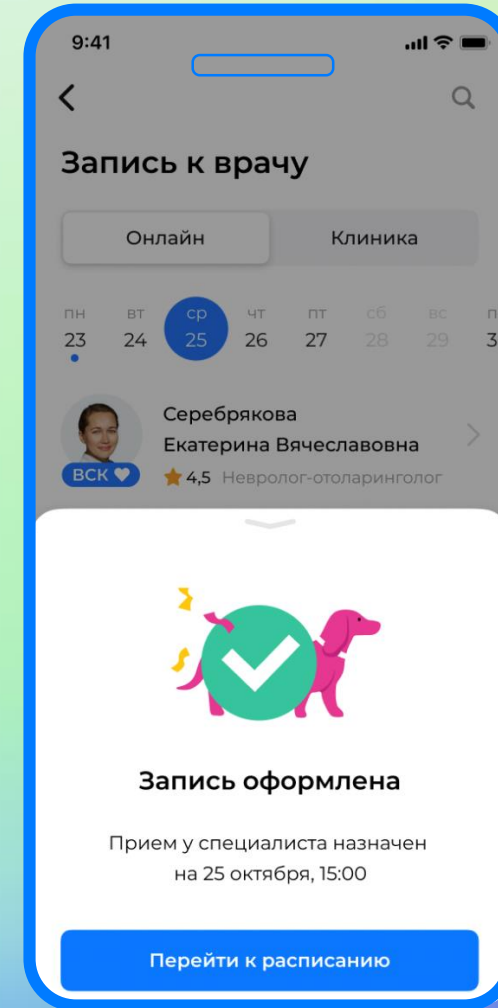 9:41
Запись к врачу
Онлайн Клиника
пн вт ср чт пт сб вс
23 24 25 26 27 28 29
Серебрякова
Екатерина Вячеславовна
ВСК 4,5 Невролог-отоларинголог
Запись оформлена
Прием у специалиста назначен
на 25 октября, 15:00
Перейти к расписанию